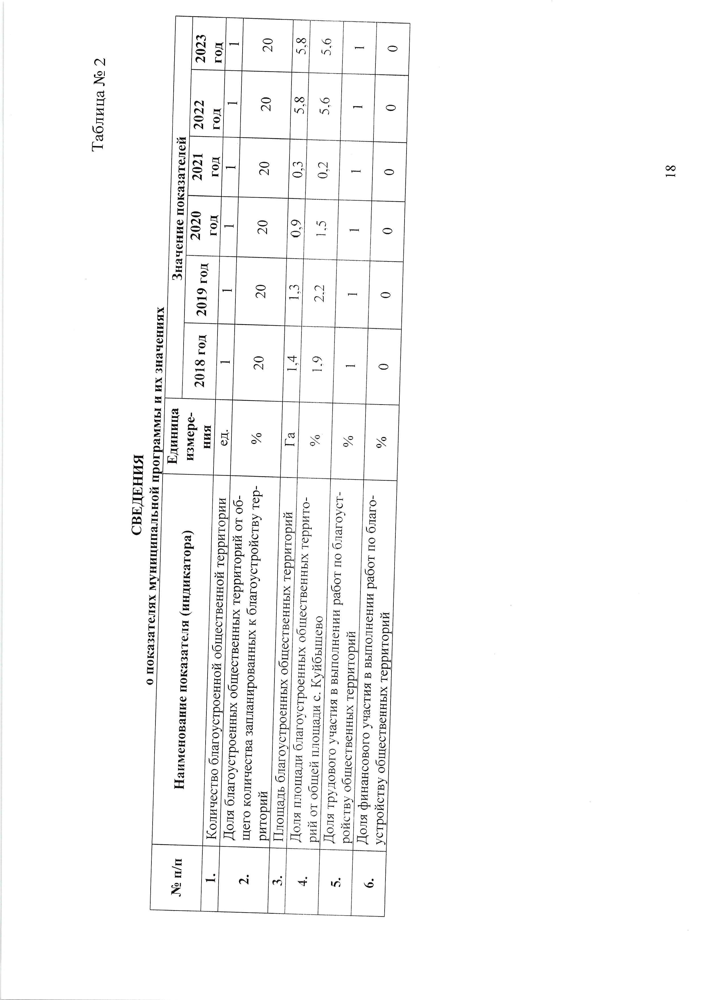 Таблица № 2
СВЕДЕНИЯ
о показателях муниципальной программы и их значениях
№ п/п
Наименование показателя (индикатора)
Единица
измере-
ния
Значение показателей
2018 год
2019 год
2020
год
2021
год
2022
год
2023
год
1. Количество благоустроенной общественной территории ед. 1 1 1 1 1 1
2. Доля благоустроенных общественных территорий от об-
щего количества запланированных к благоустройству тер-
риторий
% 20 20 20 20 20 20
3. Площадь благоустроенных общественных территорий Га 1,4 1,3 0,9 0,3 5,8 5,8
4. Доля площади благоустроенных общественных террито-
рий от общей площади с. Куйбышево
% 1,9 2,2 1,5 0,2 5,6 5,6
5. Доля трудового участия в выполнении работ по благоуст-
ройству общественных территорий
% 1 1 1 1 1 1
6. Доля финансового участия в выполнении работ по благо-
устройству общественных территорий
% 0 0 0 0 0 0
18